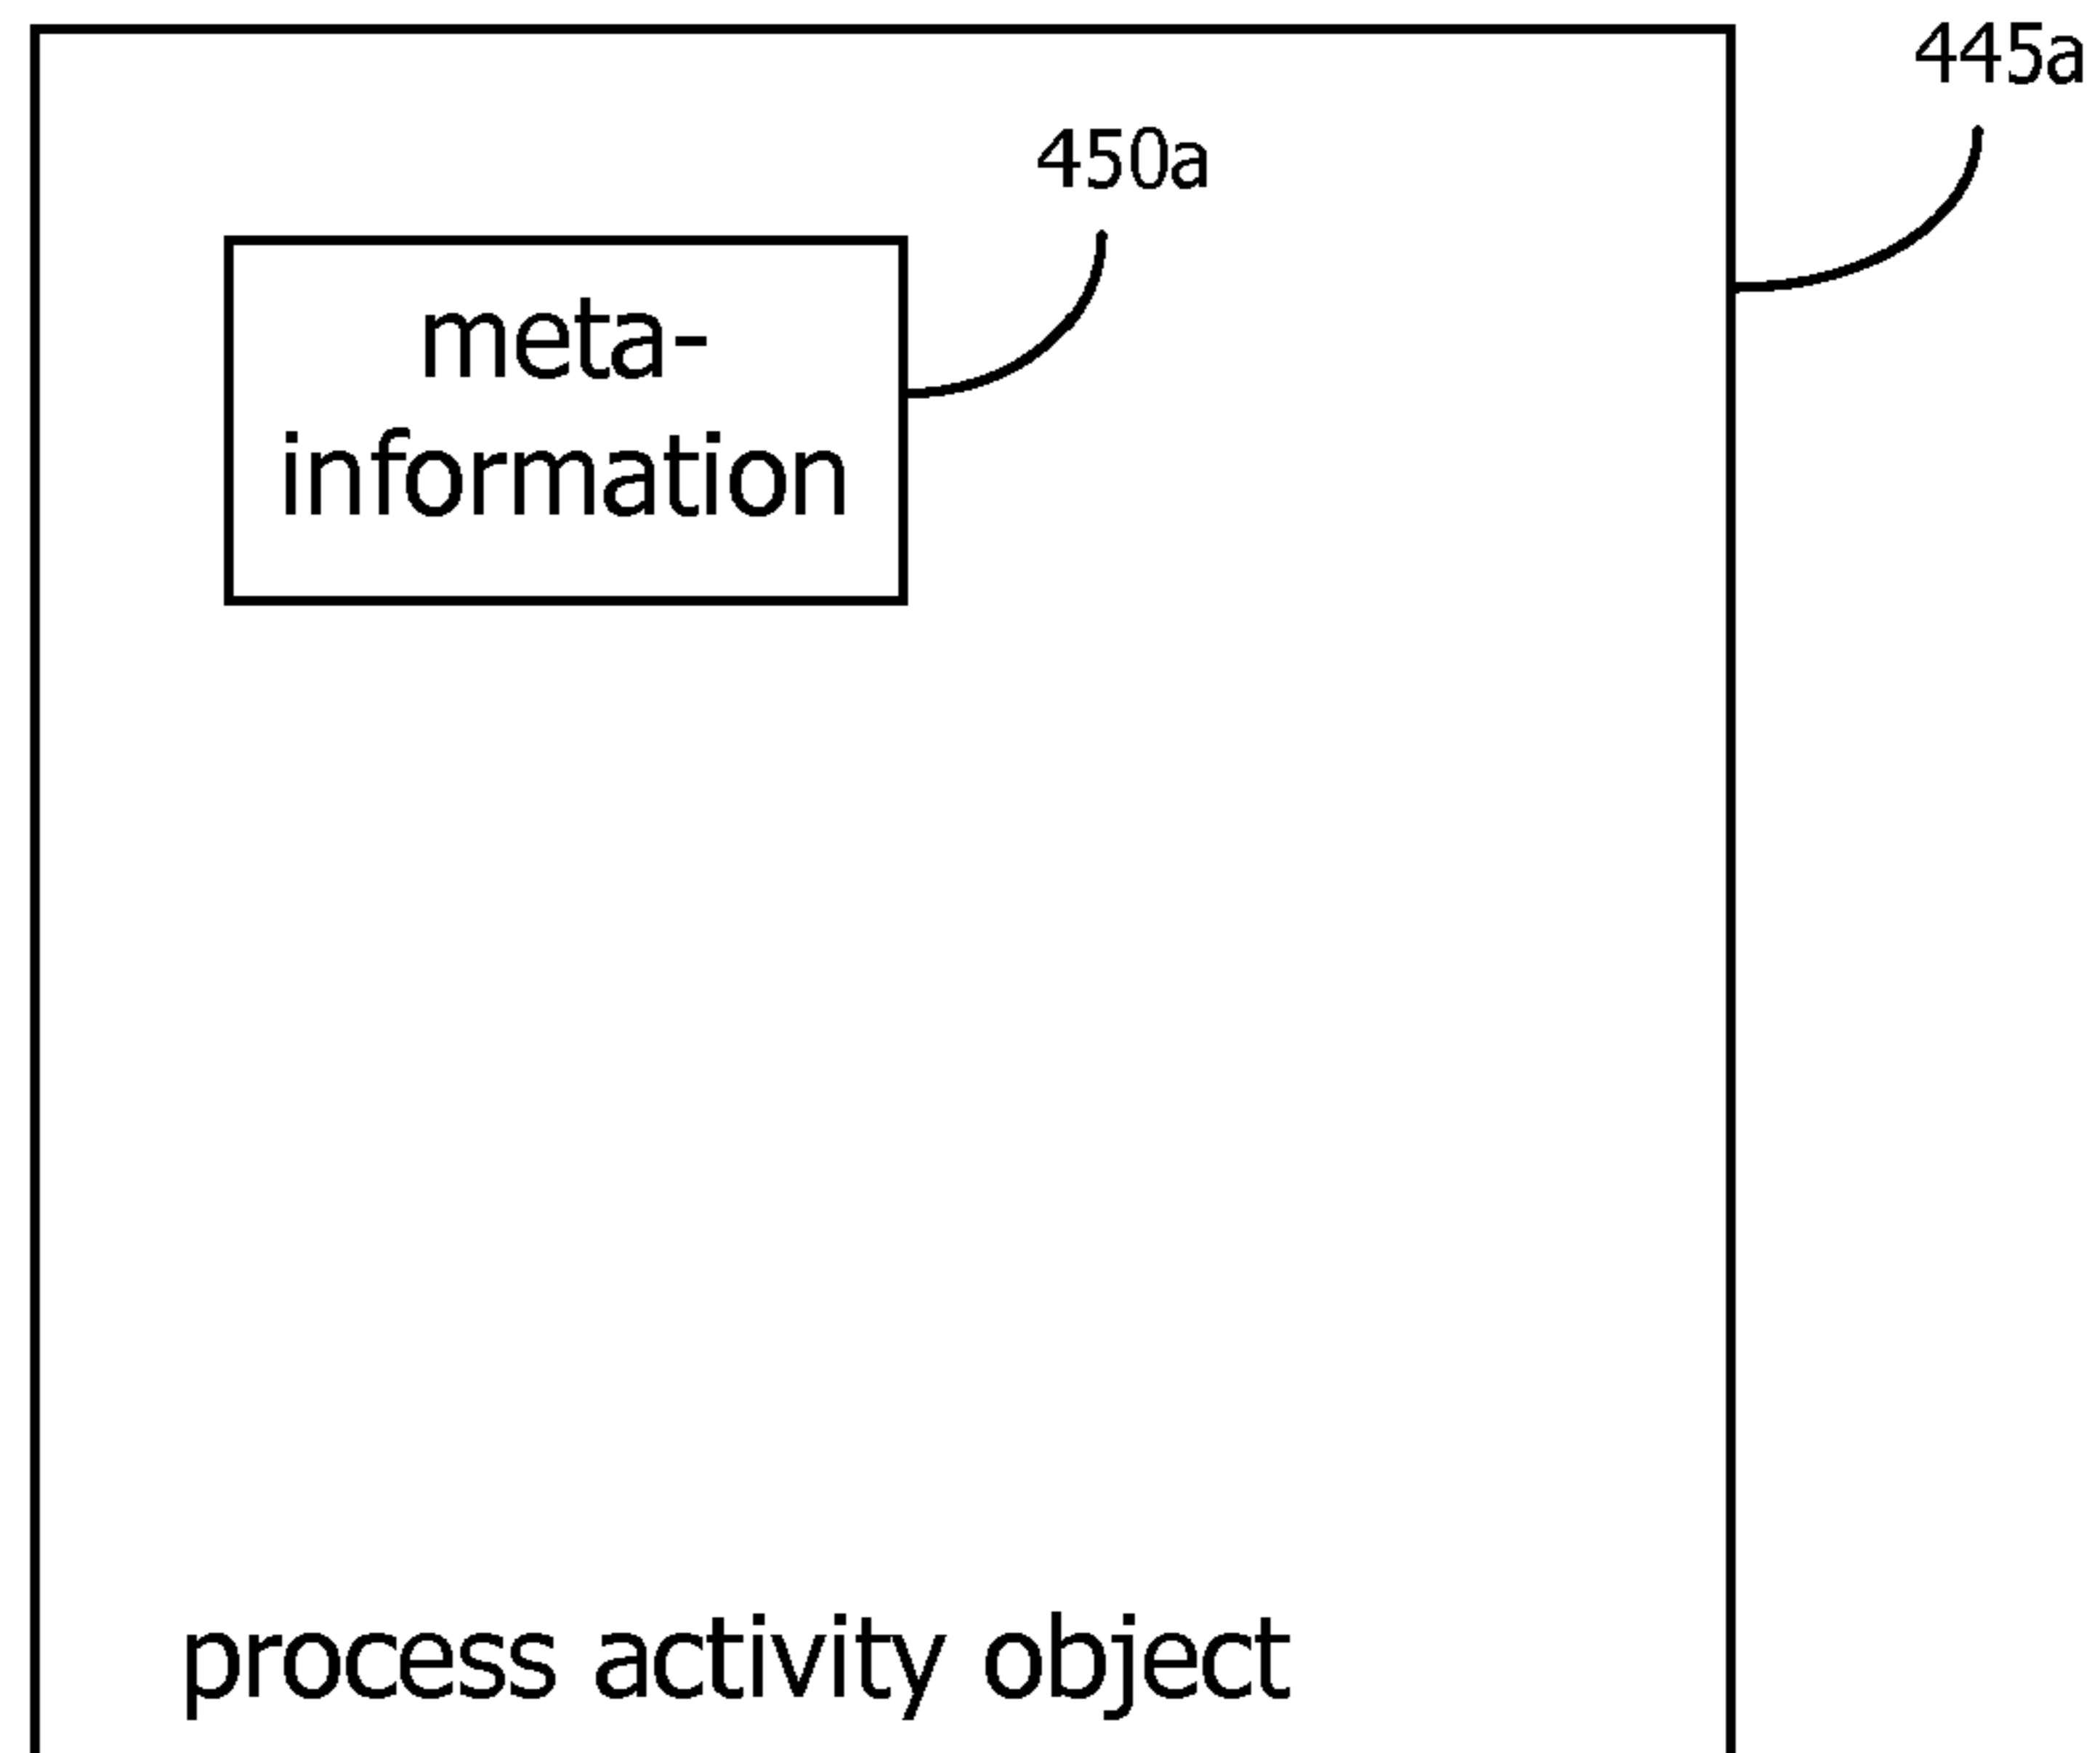 445a
450a
meta-
information
process activity object